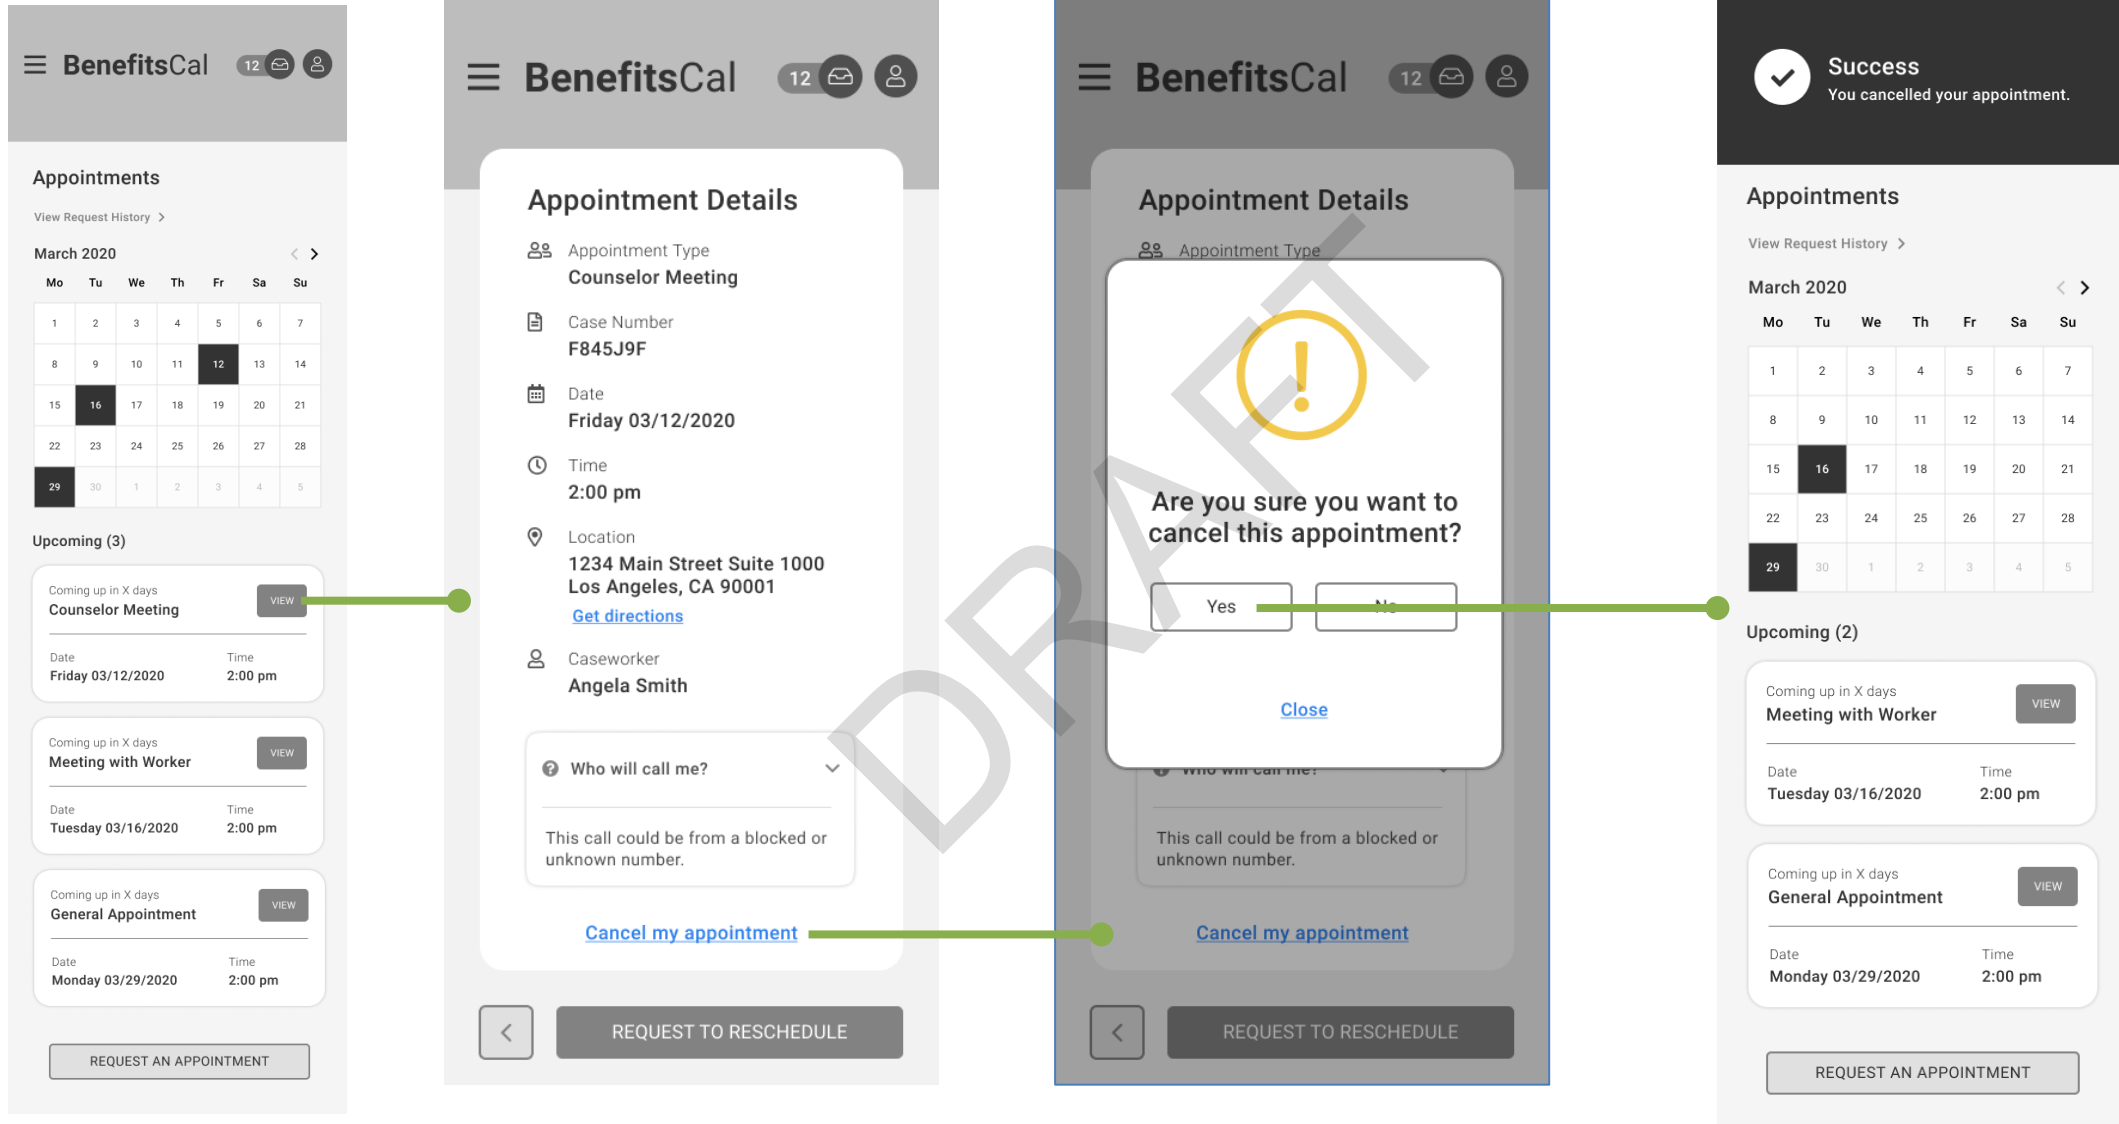 BenefitsCal 12
Appointments
View Request History
March 2020
Mo Tu We Th Fr Sa Su
1 2 3 4 5 6 7
8 9 10 11 12 13 14
15 16 17 18 19 20 21
22 23 24 25 26 27 28
29 30 1 2 3 4 5
Upcoming (3)
Coming up in X days
Counselor Meeting
VIEW
Date Time
Friday 03/12/2020 2:00 pm
Coming up in X days
Meeting with Worker
VIEW
Date Time
Tuesday 03/16/2020 2:00 pm
Coming up in X days
General Appointment
VIEW
Date Time
Monday 03/29/2020 2:00 pm
REQUEST AN APPOINTMENT
BenefitsCal 12
Appointment Details
Appointment Type
Counselor Meeting
Case Number
F845J9F
Date
Friday 03/12/2020
Time
2:00 pm
Location
1234 Main Street Suite 1000
Los Angeles, CA 90001
Get directions
Caseworker
Angela Smith
Who will call me?
This call could be from a blocked or
unknown number.
Cancel my appointment
REQUEST TO RESCHEDULE
BenefitsCal 12
Appointment Details
Appointment Type
Are you sure you want to
cancel this appointment?
Yes No
Close
Who will call me?
This call could be from a blocked or
unknown number.
Cancel my appointment
REQUEST TO RESCHEDULE
DRAFT
Success
You cancelled your appointment.
Appointments
View Request History
March 2020
Mo Tu We Th Fr Sa Su
1 2 3 4 5 6 7
8 9 10 11 12 13 14
15 16 17 18 19 20 21
22 23 24 25 26 27 28
29 30 1 2 3 4 5
Upcoming (2)
Coming up in X days
Meeting with Worker
VIEW
Date Time
Tuesday 03/16/2020 2:00 pm
Coming up in X days
General Appointment
VIEW
Date Time
Monday 03/29/2020 2:00 pm
REQUEST AN APPOINTMENT